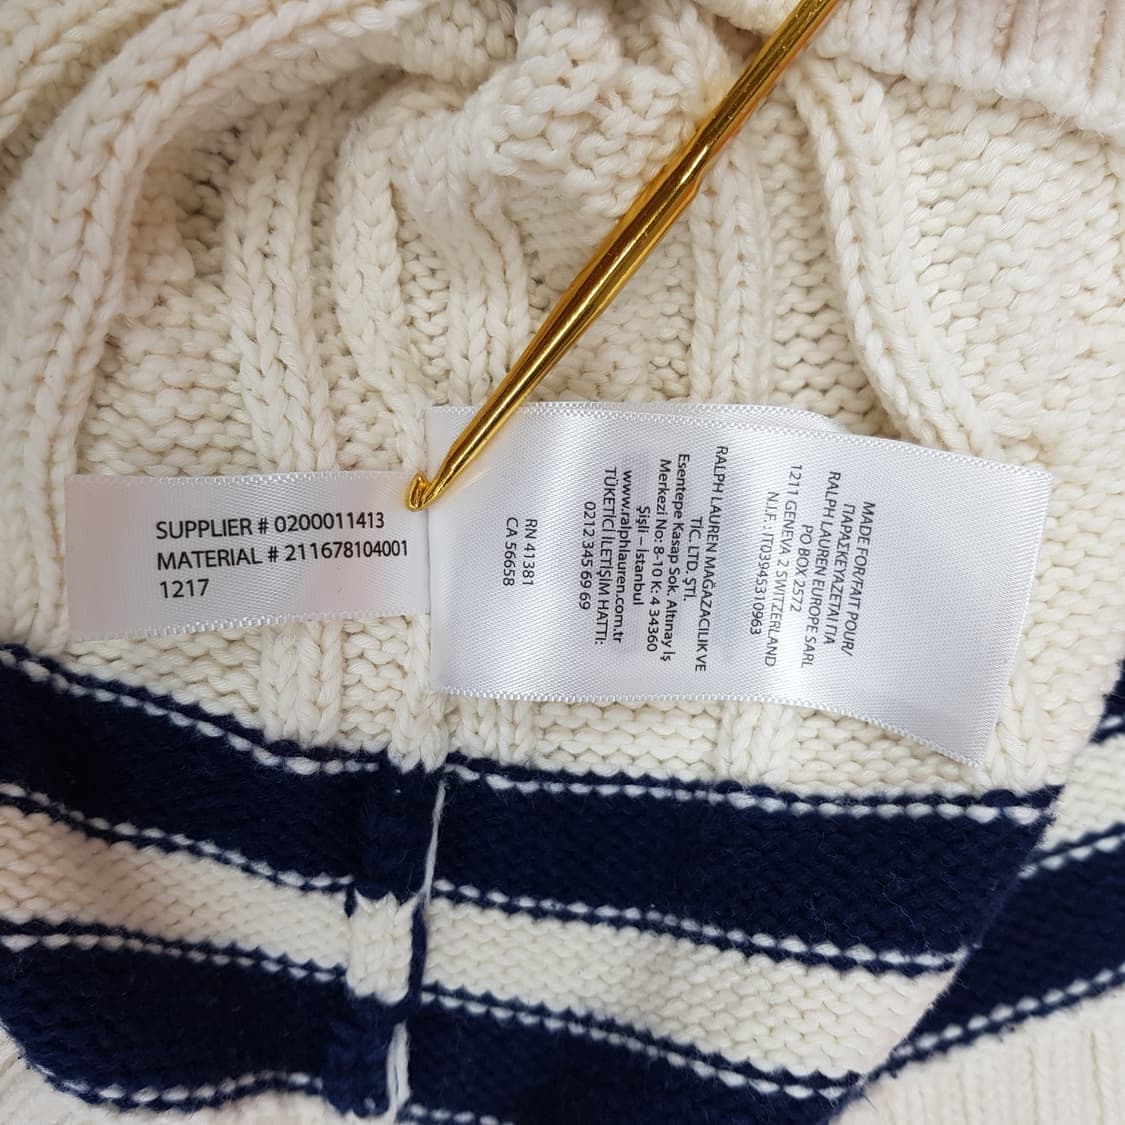 SUPPLIER # 0200011413
MATERIAL # 211678104001
1217
MADE FOR/FAIT POUR/
ΠΑΡΑΣΚΕΥΑΖΕΤΑΙ ΓΙΑ
RALPH LAUREN EUROPE SARL
PO BOX 2572
1211 GENEVA 2 SWITZERLAND
N.I.F. IT03945310963
RALPH LAUREN MAĞAZACILIK VE
TİC. LTD. ŞTİ.
Esentepe Kasap Sok. Altınay İş
Merkezi No: 8-10 K: 4 34360
Şişli – İstanbul
www.ralphlauren.com.tr
TÜKETİCİ İLETİŞİM HATTI:
0212 345 69 69
RN 41381
CA 56658